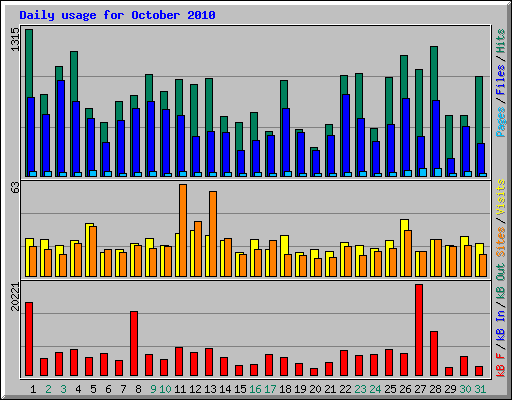 Daily usage for October 2010
1315
Pages / Files / Hits
63
Sites / Visits
20221
kB F / kB In / kB Out
1 2 3 4 5 6 7 8 9 10 11 12 13 14 15 16 17 18 19 20 21 22 23 24 25 26 27 28 29 30 31